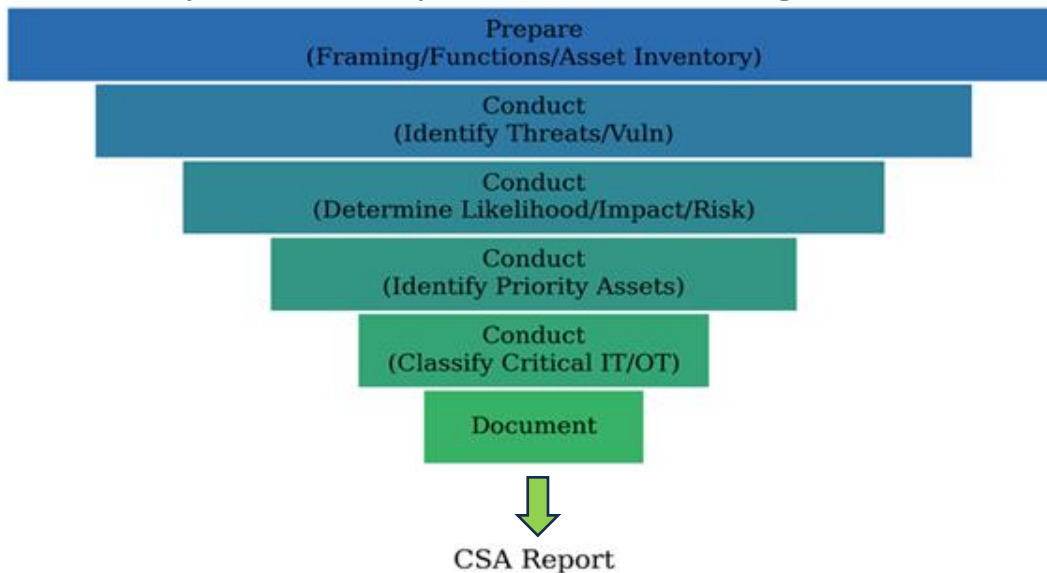 Prepare
(Framing/Functions/Asset Inventory)
Conduct
(Identify Threats/Vuln)
Conduct
(Determine Likelihood/Impact/Risk)
Conduct
(Identify Priority Assets)
Conduct
(Classify Critical IT/OT)
Document
CSA Report